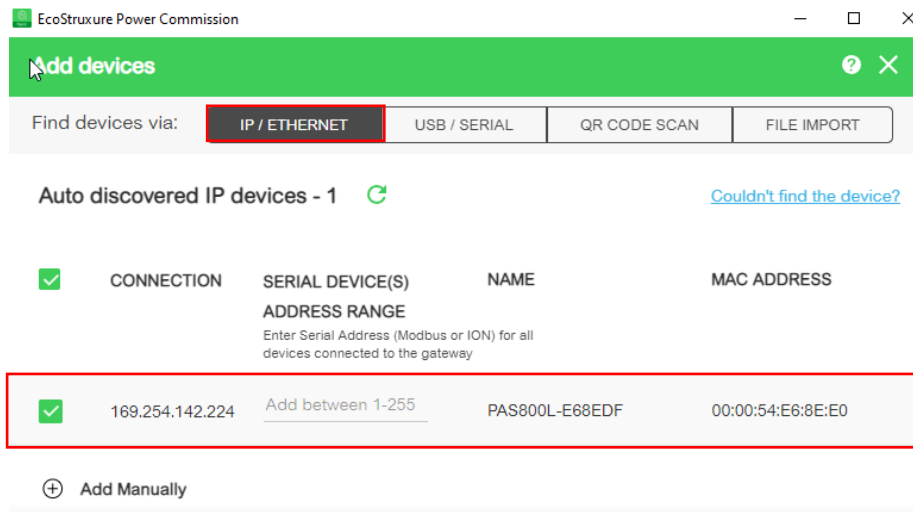 EcoStruxure Power Commission
Add devices
Find devices via: IP / ETHERNET USB / SERIAL QR CODE SCAN FILE IMPORT
Auto discovered IP devices - 1 Couldn't find the device?
CONNECTION SERIAL DEVICE(S) NAME MAC ADDRESS
ADDRESS RANGE
Enter Serial Address (Modbus or ION) for all
devices connected to the gateway
169.254.142.224 Add between 1-255 PAS800L-E68EDF 00:00:54:E6:8E:E0
Add Manually